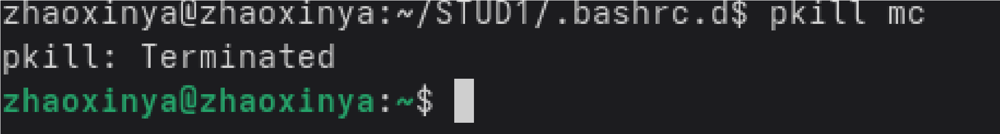 zhaoxinya@zhaoxinya:~/STUD1/.bashrc.d$ pkill mc
pkill: Terminated
zhaoxinya@zhaoxinya:~$